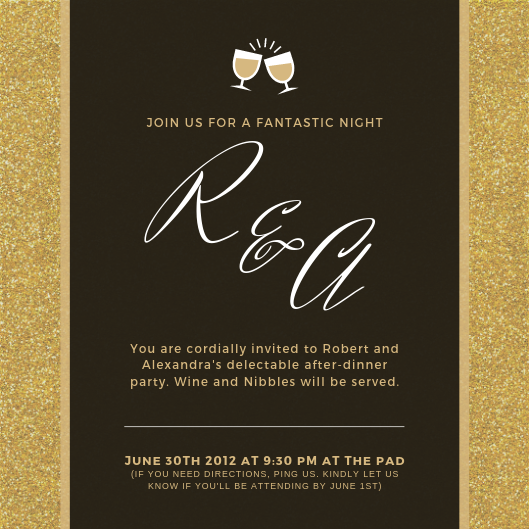 JOIN US FOR A FANTASTIC NIGHT
R & A
You are cordially invited to Robert and
Alexandra's delectable after-dinner
party. Wine and Nibbles will be served.
JUNE 30TH 2012 AT 9:30 PM AT THE PAD
(IF YOU NEED DIRECTIONS, PING US. KINDLY LET US
KNOW IF YOU'LL BE ATTENDING BY JUNE 1ST)